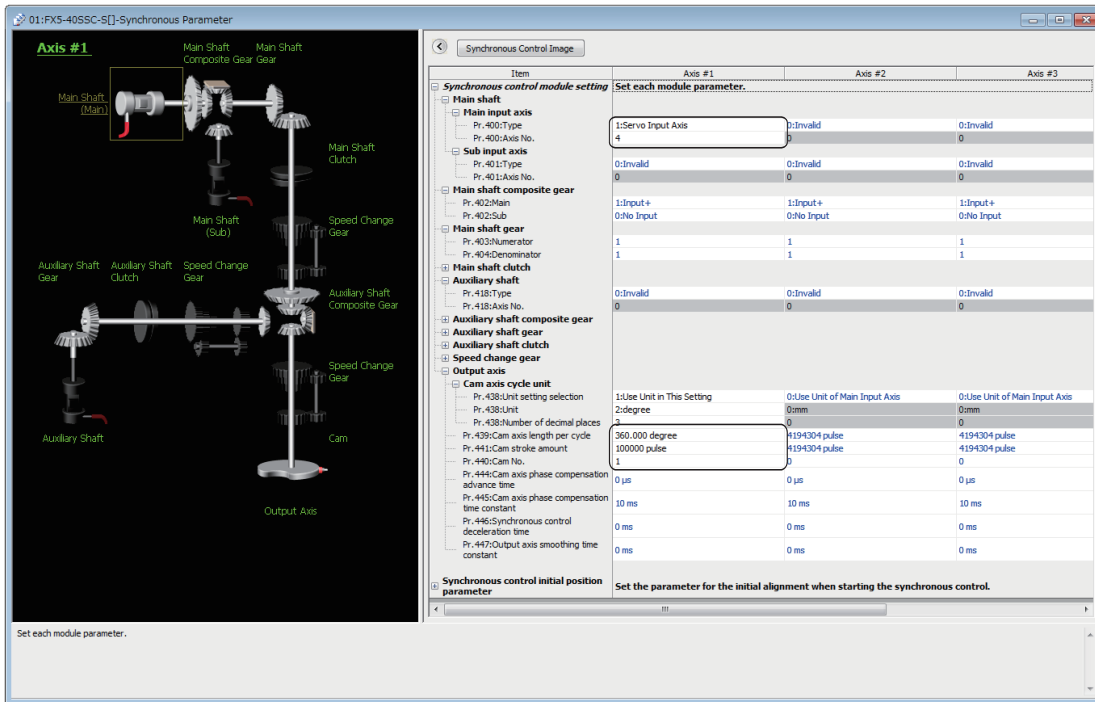 01:FX5-40SSC-S[]-Synchronous Parameter
Axis #1
Main Shaft
Composite Gear
Main Shaft
Gear
Main Shaft
(Main)
Main Shaft
Clutch
Main Shaft
(Sub)
Speed Change
Gear
Auxiliary Shaft
Gear
Auxiliary Shaft
Clutch
Speed Change
Gear
Auxiliary Shaft
Composite Gear
Speed Change
Gear
Auxiliary Shaft
Cam
Output Axis
Synchronous Control Image
Item Axis #1 Axis #2 Axis #3
Synchronous control module setting Set each module parameter.
Main shaft
Main input axis
Pr.400:Type 1:Servo Input Axis 0:Invalid 0:Invalid
Pr.400:Axis No. 4 0 0
Sub input axis
Pr.401:Type 0:Invalid 0:Invalid 0:Invalid
Pr.401:Axis No. 0 0 0
Main shaft composite gear
Pr.402:Main 1:Input+ 1:Input+ 1:Input+
Pr.402:Sub 0:No Input 0:No Input 0:No Input
Main shaft gear
Pr.403:Numerator 1 1 1
Pr.404:Denominator 1 1 1
Main shaft clutch
Auxiliary shaft
Pr.418:Type 0:Invalid 0:Invalid 0:Invalid
Pr.418:Axis No. 0 0 0
Auxiliary shaft composite gear
Auxiliary shaft gear
Auxiliary shaft clutch
Speed change gear
Output axis
Cam axis cycle unit
Pr.438:Unit setting selection 1:Use Unit in This Setting 0:Use Unit of Main Input Axis 0:Use Unit of Main Input Axis
Pr.438:Unit 2:degree 0:mm 0:mm
Pr.438:Number of decimal places 3 0 0
Pr.439:Cam axis length per cycle 360.000 degree 4194304 pulse 4194304 pulse
Pr.441:Cam stroke amount 100000 pulse 4194304 pulse 4194304 pulse
Pr.440:Cam No. 1 0 0
Pr.444:Cam axis phase compensation
advance time 0 µs 0 µs 0 µs
Pr.445:Cam axis phase compensation
time constant 10 ms 10 ms 10 ms
Pr.446:Synchronous control
deceleration time 0 ms 0 ms 0 ms
Pr.447:Output axis smoothing time
constant 0 ms 0 ms 0 ms
Synchronous control initial position
parameter Set the parameter for the initial alignment when starting the synchronous control.
Set each module parameter.